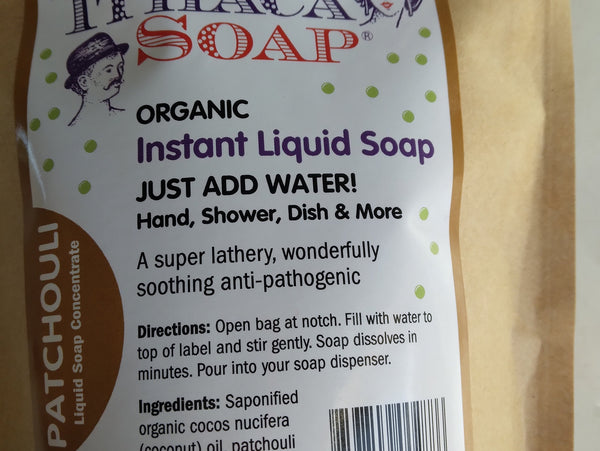 ITHACA
SOAP®
ORGANIC
Instant Liquid Soap
JUST ADD WATER!
Hand, Shower, Dish & More
A super lathery, wonderfully
soothing anti-pathogenic
Directions: Open bag at notch. Fill with water to
top of label and stir gently. Soap dissolves in
minutes. Pour into your soap dispenser.
Ingredients: Saponified
organic cocos nucifera
(coconut) oil, patchouli
PATCHOULI
Liquid Soap Concentrate